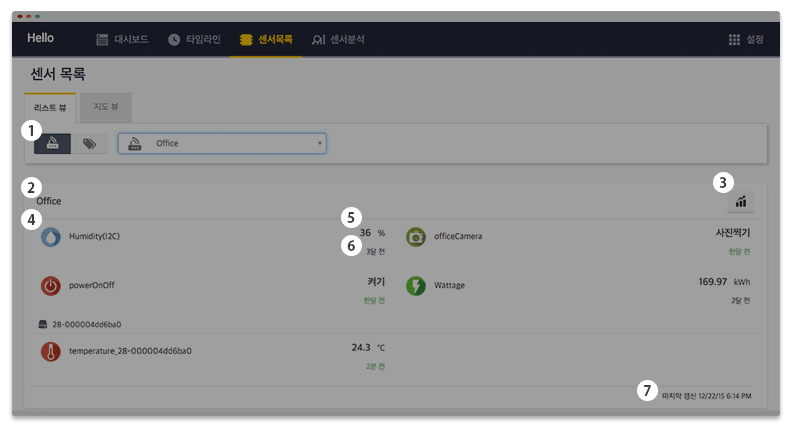 Hello 대시보드 타임라인 센서목록 센서분석 설정
센서 목록
리스트 뷰 지도 뷰
1
Office
2
3
Office
4
5
Humidity(I2C) 36 % officeCamera 사진찍기
6
3달 전 한달 전
powerOnOff 켜기 Wattage 169.97 kWh
한달 전 2달 전
28-000004dd6ba0
temperature_28-000004dd6ba0 24.3 °C
2분 전
7
마지막 갱신 12/22/15 6:14 PM